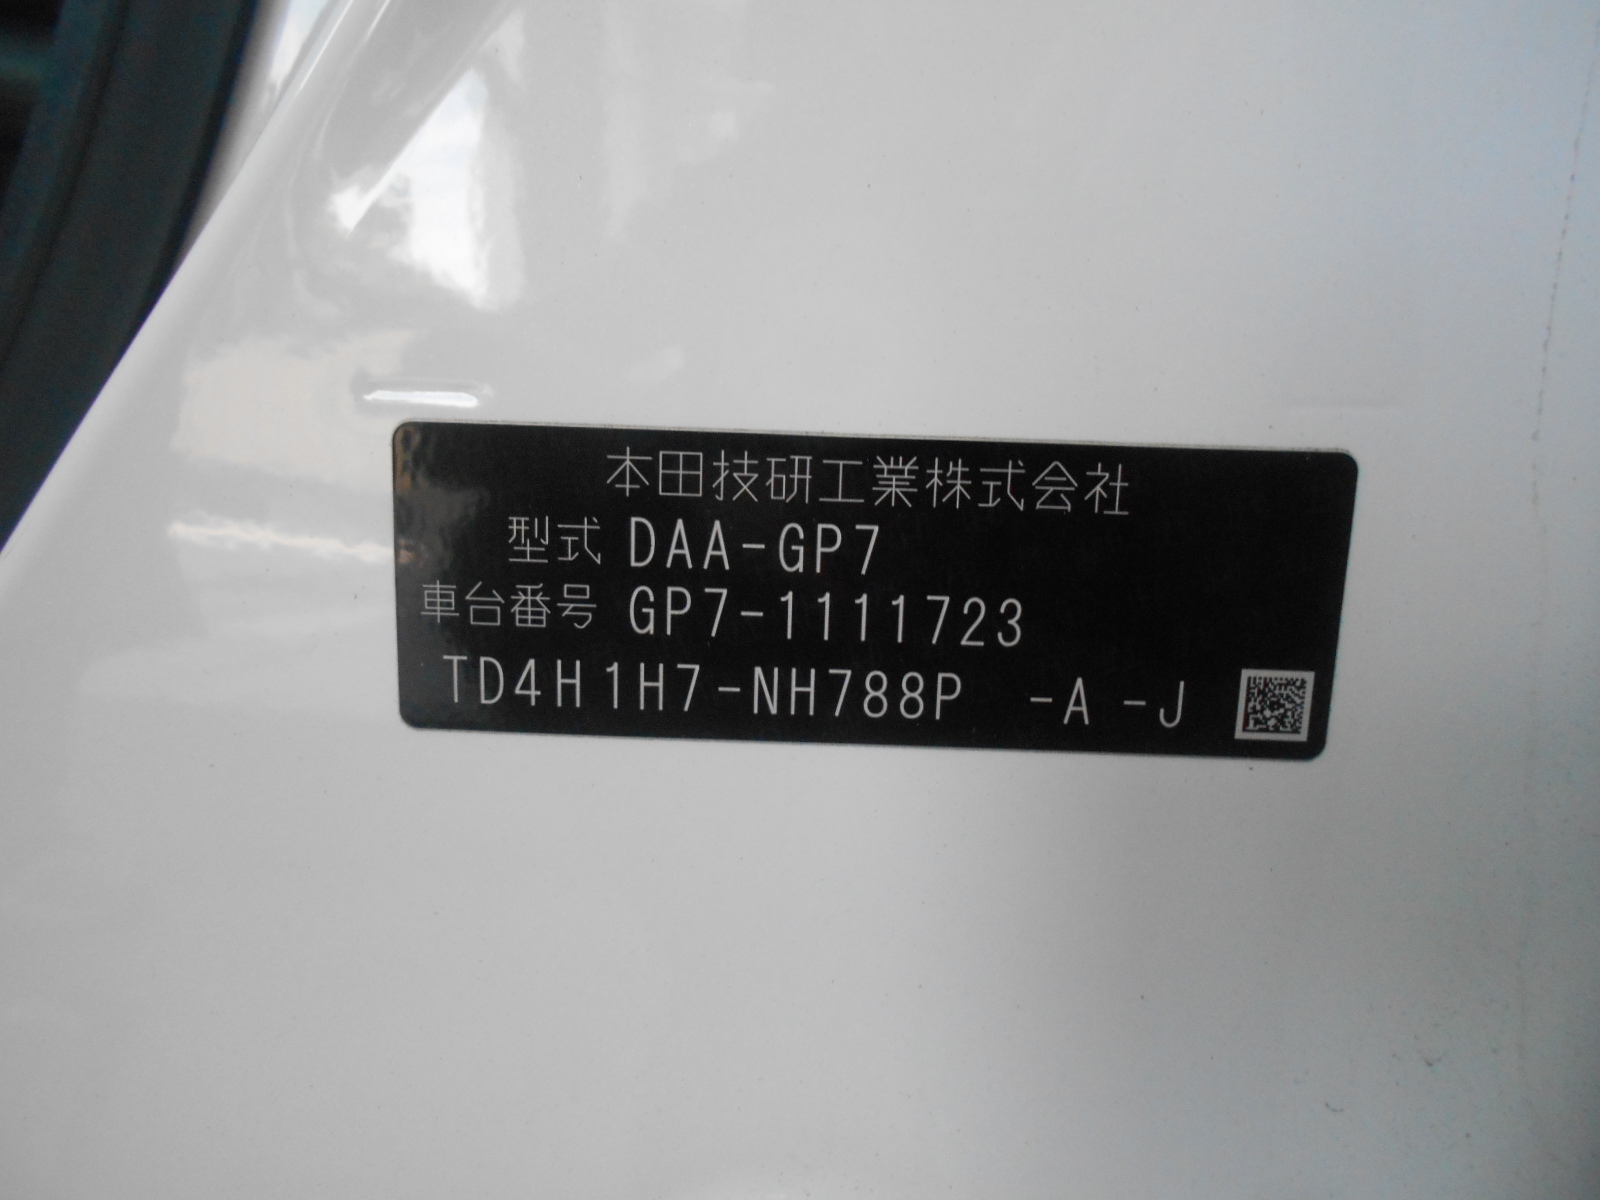 本田技研工業株式会社
型式 DAA-GP7
車台番号 GP7-1111723
TD4H1H7-NH788P -A -J